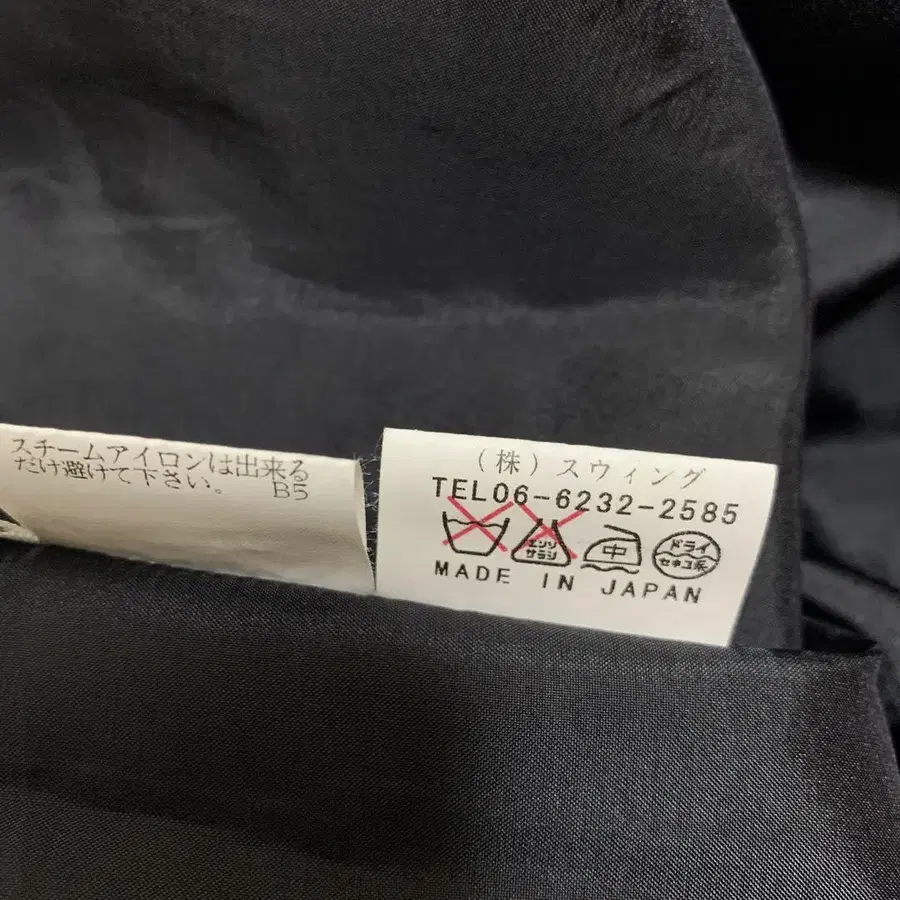 スチームアイロンは出来る
だけ避けて下さい。
B5
(株)スウィング
TEL06-6232-2585
エンソ
サラシ
中
ドライ
セキユ系
MADE IN JAPAN